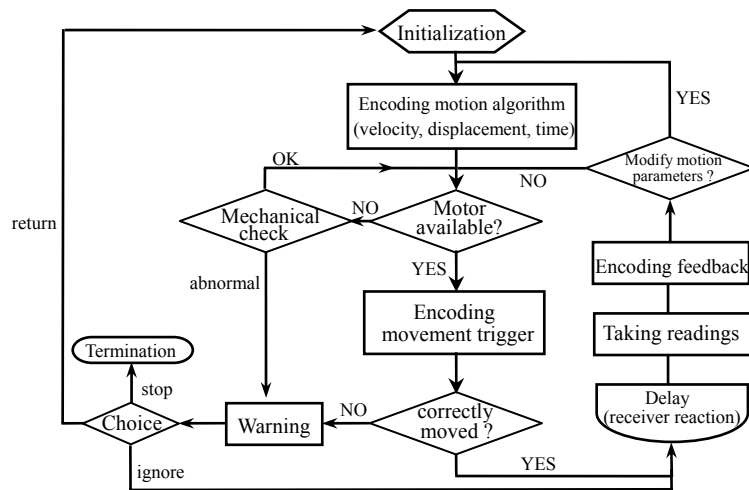 Initialization
YES
Encoding motion algorithm
(velocity, displacement, time)
OK
NO
Modify motion
parameters ?
return
Mechanical
check
NO
Motor
available?
abnormal
YES
Encoding feedback
Encoding
movement trigger
Taking readings
Termination
stop
Delay
(receiver reaction)
Choice
Warning
NO
correctly
moved ?
ignore
YES